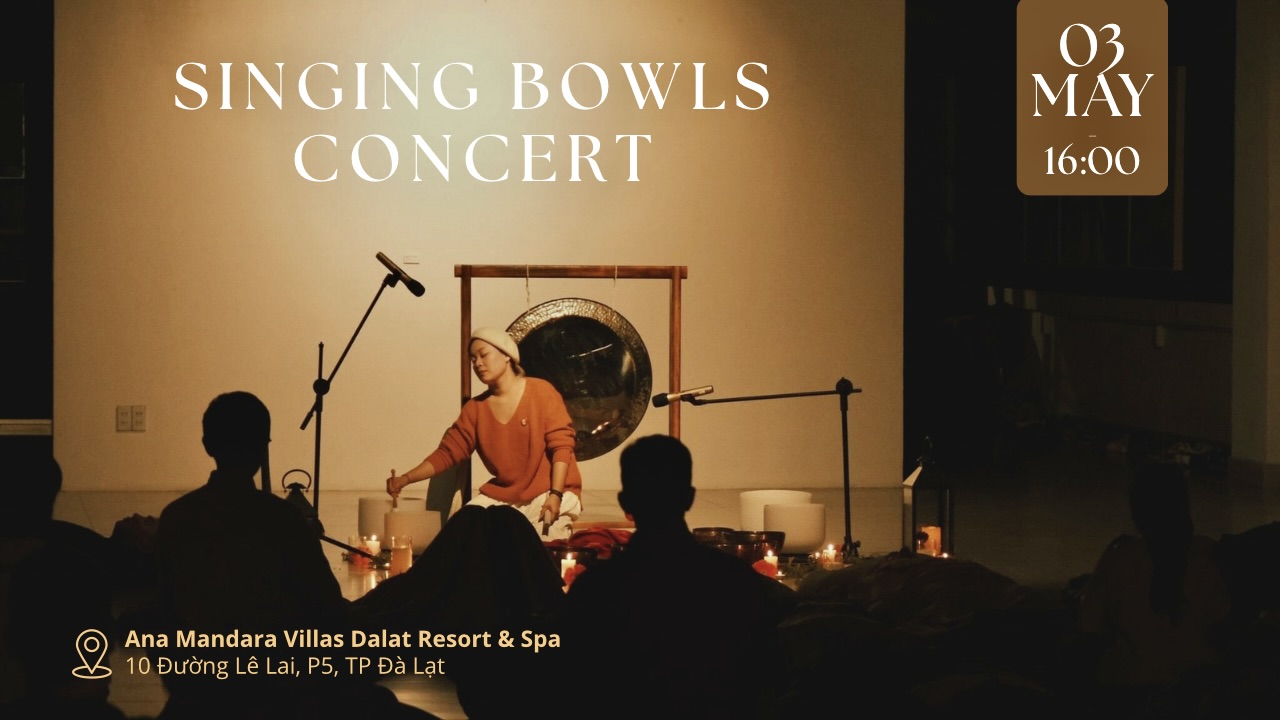 SINGING BOWLS
CONCERT
03
MAY
16:00
Ana Mandara Villas Dalat Resort & Spa
10 Đường Lê Lai, P5, TP Đà Lạt